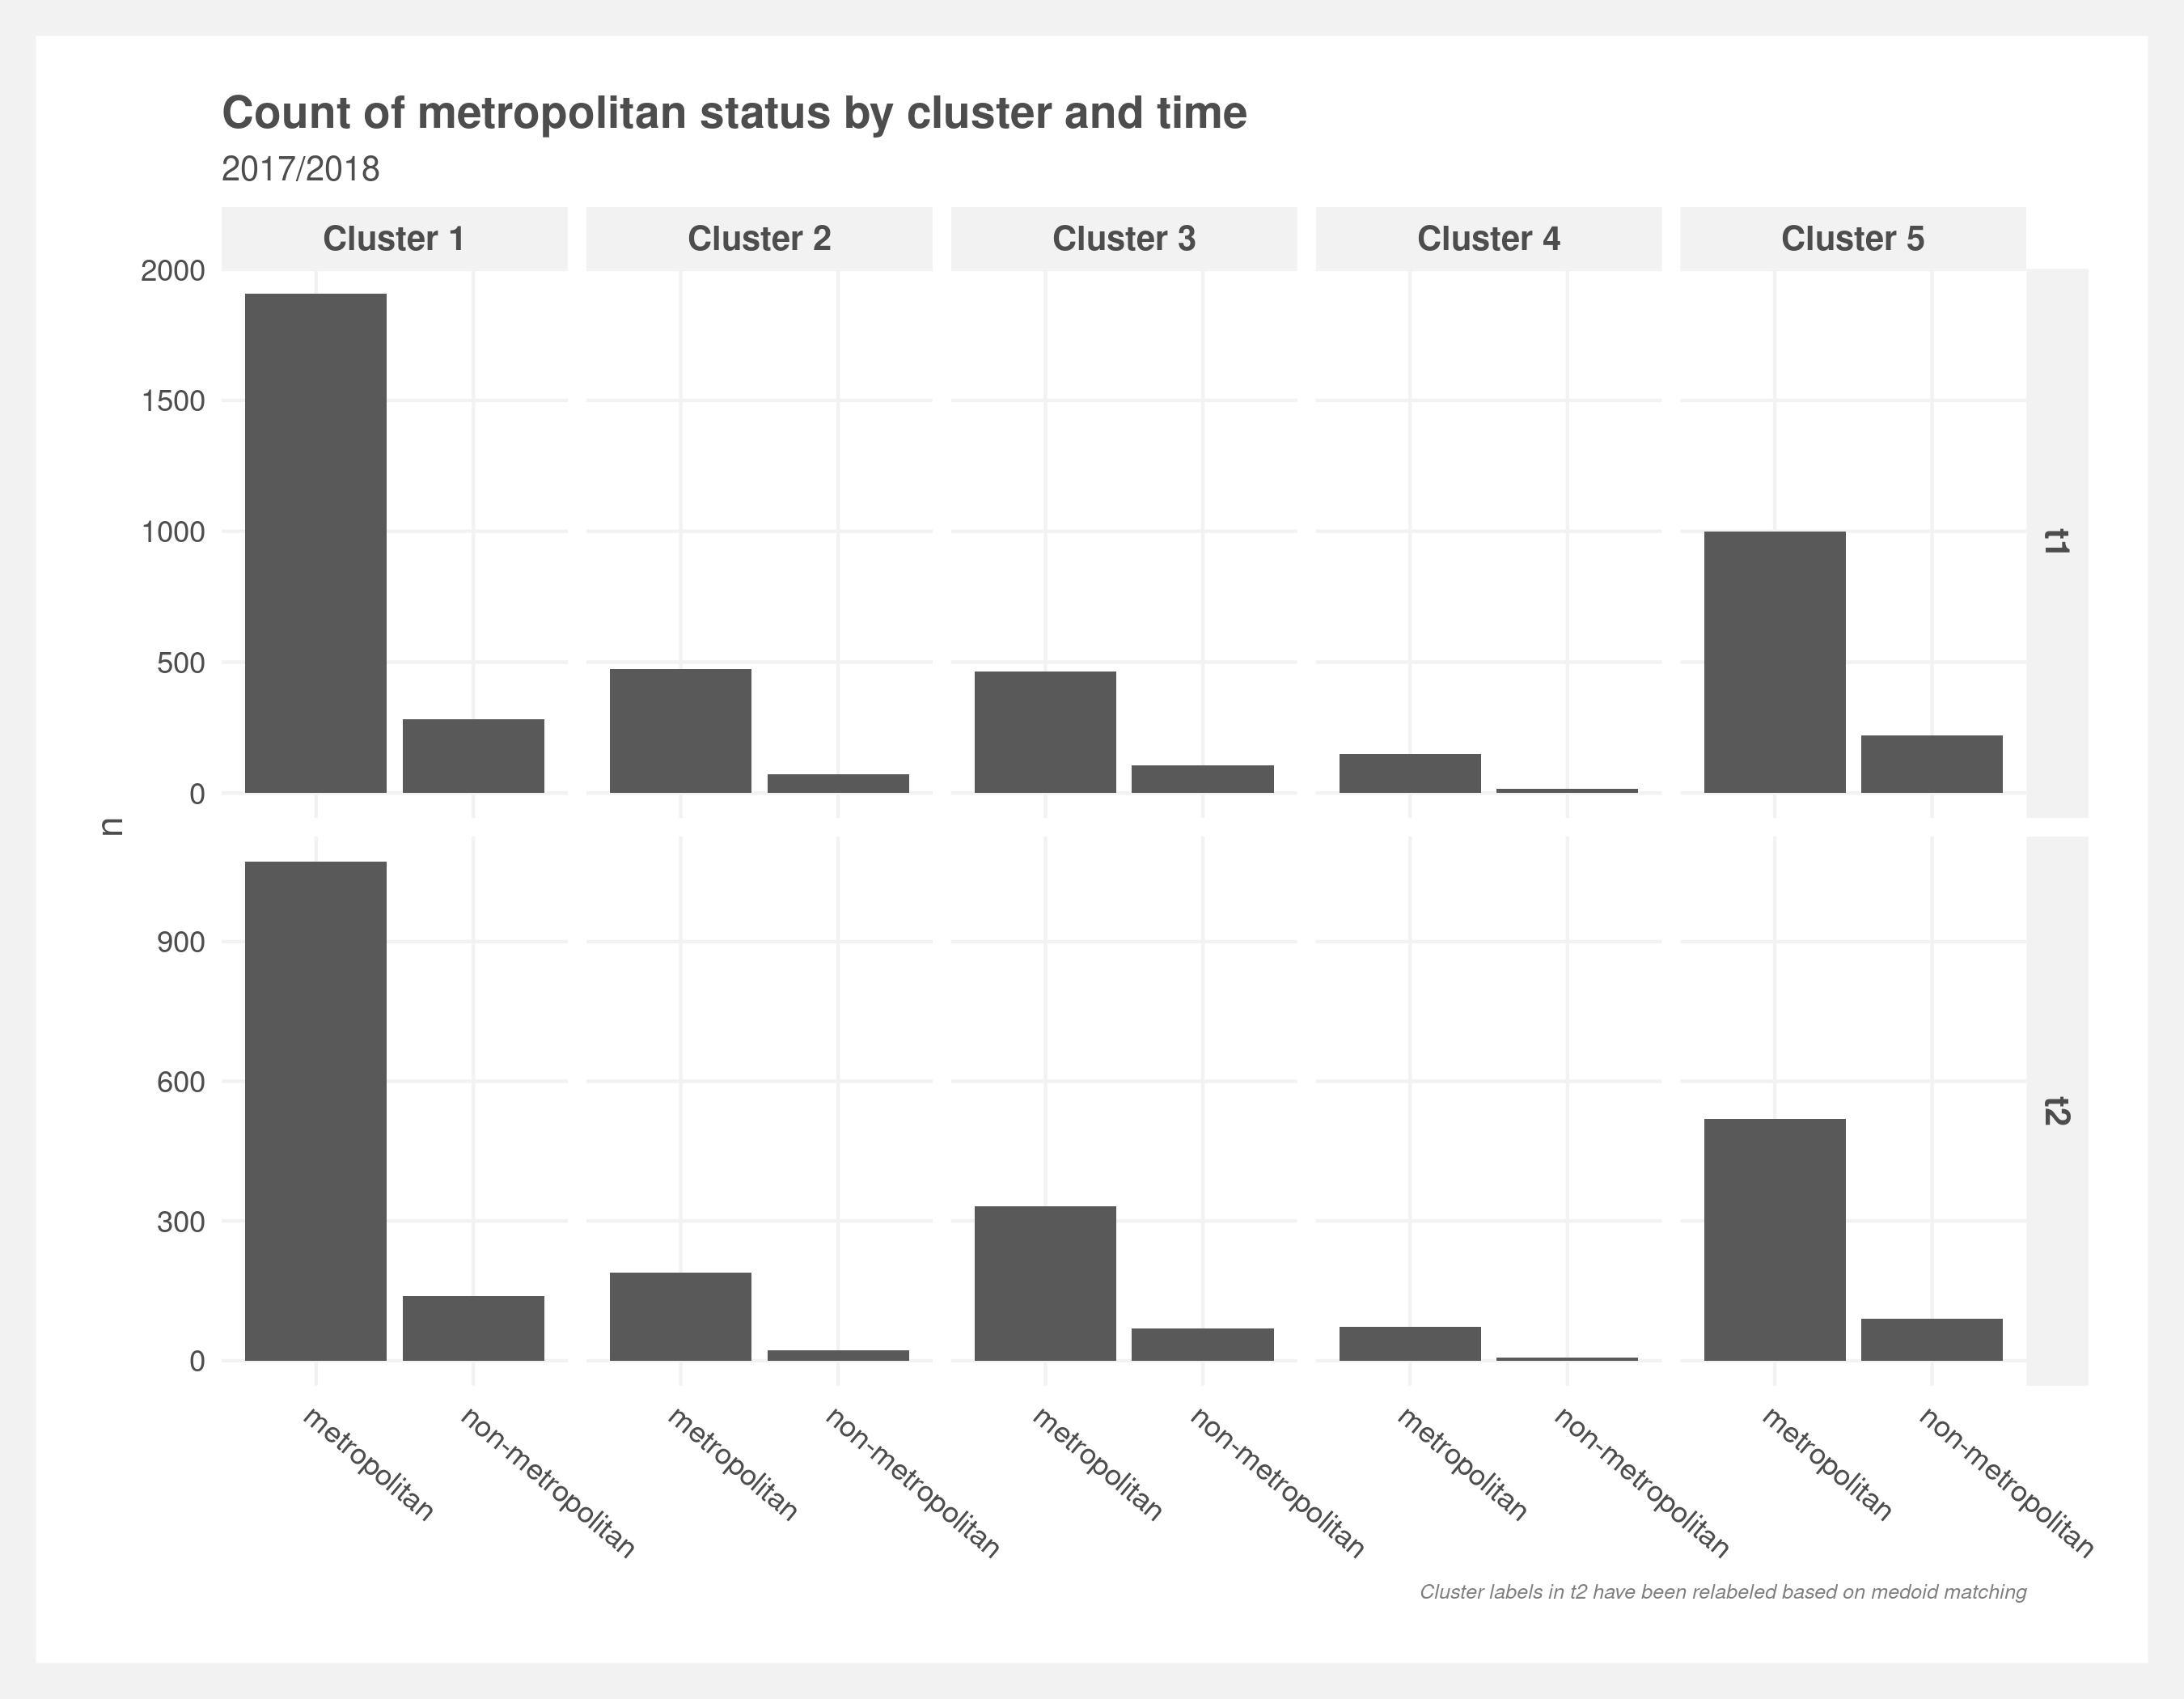 Count of metropolitan status by cluster and time
2017/2018
Cluster 1
Cluster 2
Cluster 3
Cluster 4
Cluster 5
2000
1500
1000
500
0
t1
n
900
600
300
0
t2
metropolitan
non-metropolitan
metropolitan
non-metropolitan
metropolitan
non-metropolitan
metropolitan
non-metropolitan
metropolitan
non-metropolitan
Cluster labels in t2 have been relabeled based on medoid matching